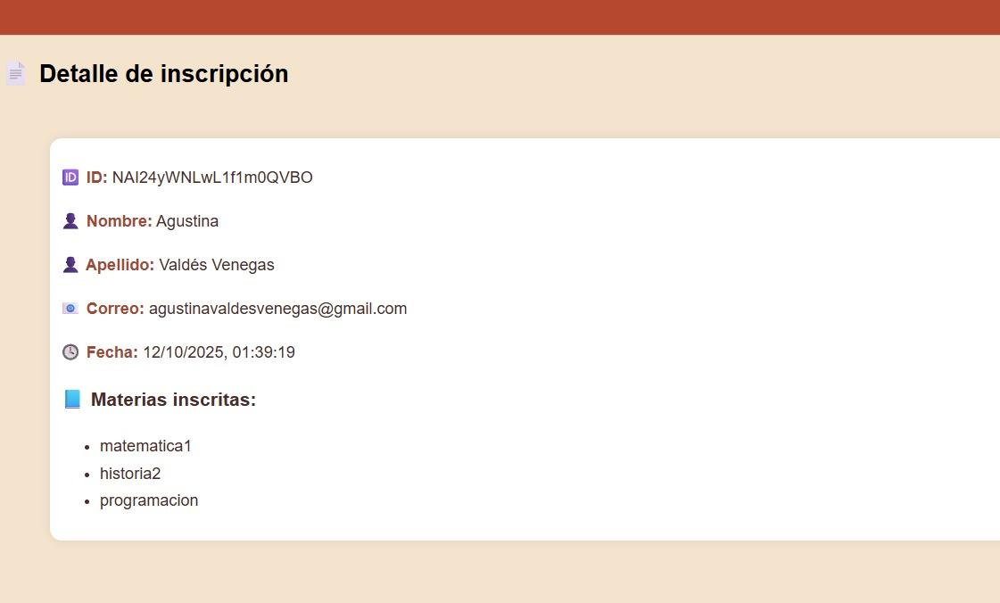 Detalle de inscripción
ID: NAI24yWNLwL1f1m0QVBO
Nombre: Agustina
Apellido: Valdés Venegas
Correo: agustinavaldesvenegas@gmail.com
Fecha: 12/10/2025, 01:39:19
Materias inscritas:
matematica1
historia2
programacion